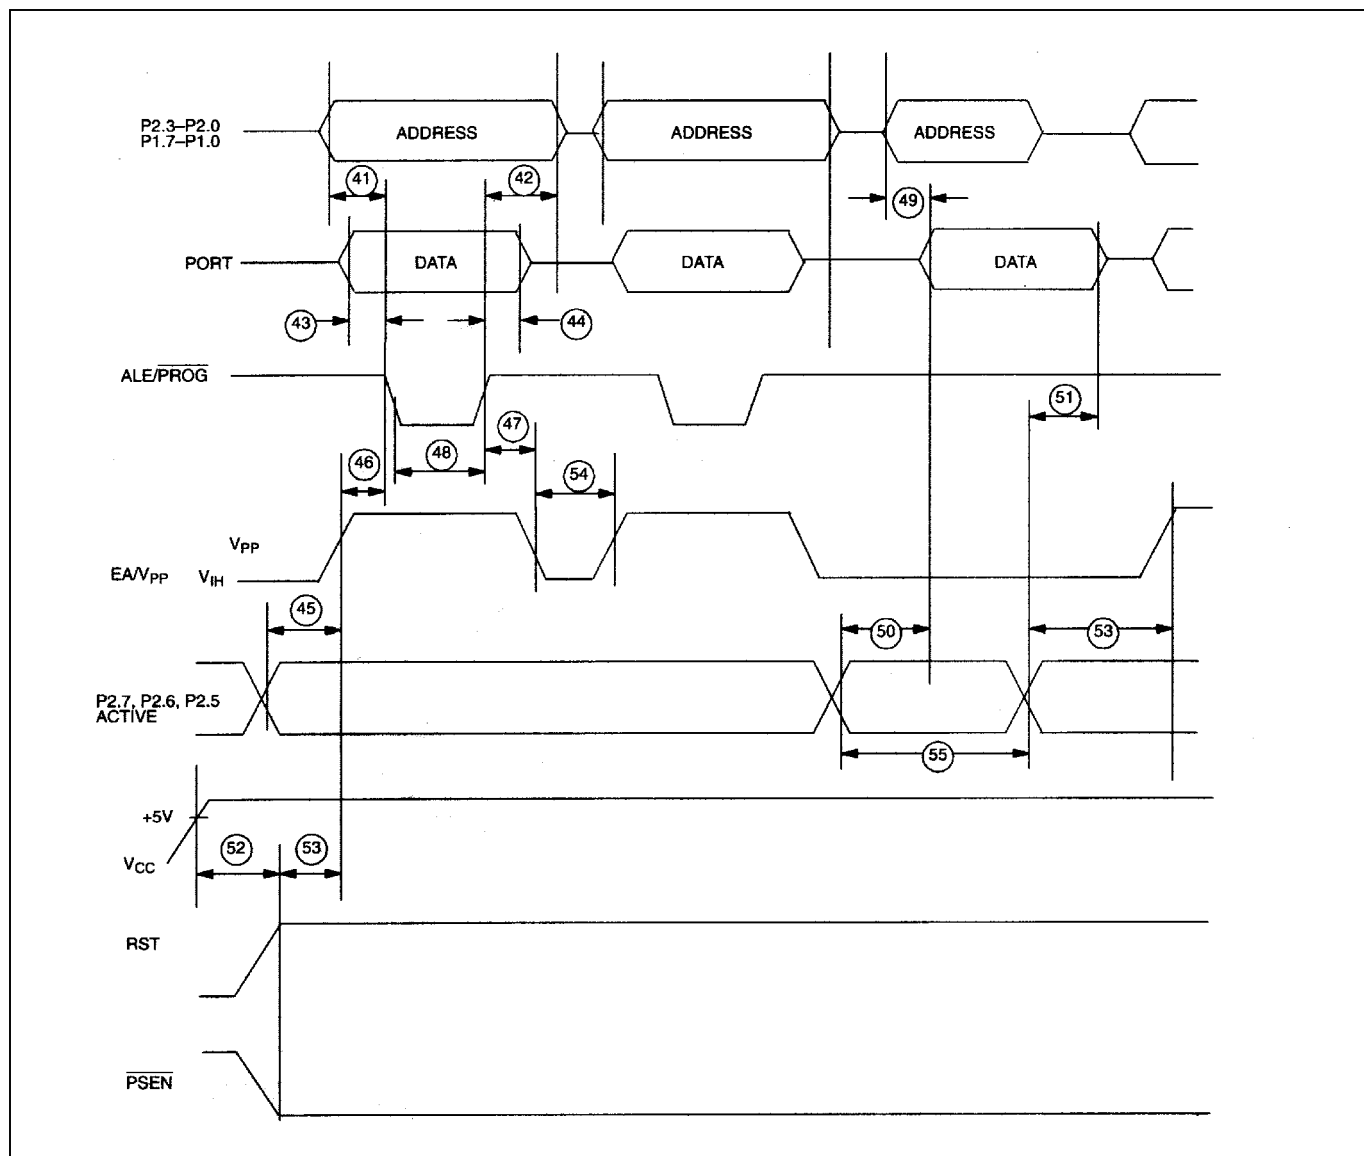 P2.3–P2.0
P1.7–P1.0
ADDRESS
ADDRESS
ADDRESS
41
42
49
PORT
DATA
DATA
DATA
43
44
ALE/PROG
51
47
46
48
54
VPP
EA/VPP
VIH
45
50
53
P2.7, P2.6, P2.5
ACTIVE
55
+5V
VCC
52
53
RST
PSEN